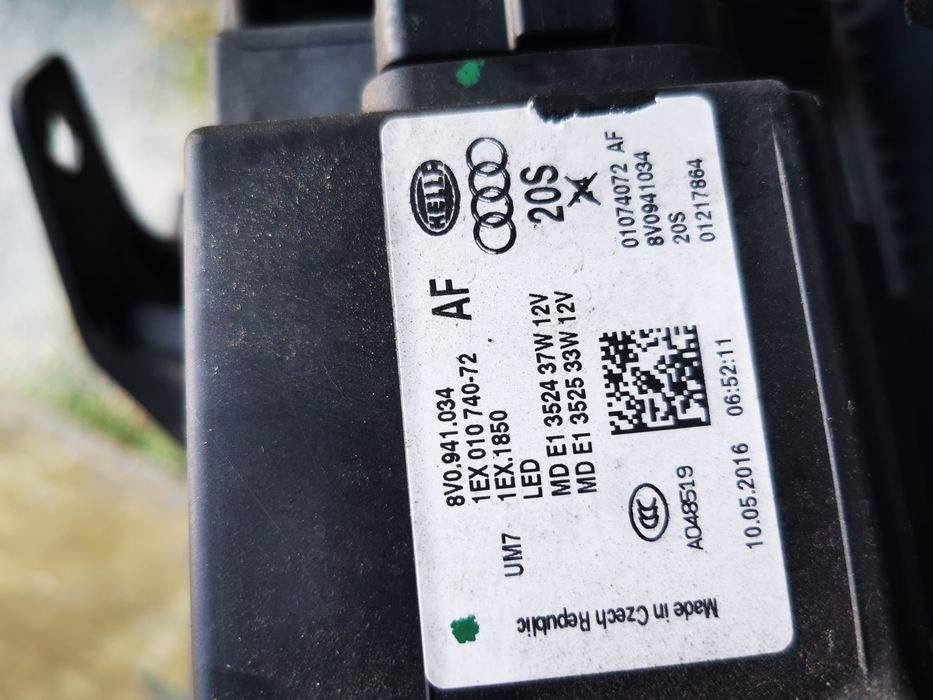 HELLA
20S
8V0.941.034 AF
1EX 010 740-72
1EX.1850
UM7 LED
MD E1 3524 37W 12V
MD E1 3525 33W 12V
01074072 AF
8V0941034
20S
01217864
CCC
A048519
10.05.2016 06:52:11
Made in Czech Republic